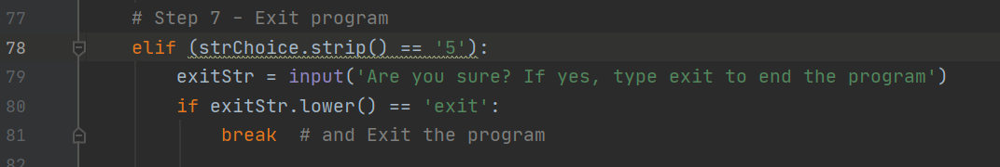 77 # Step 7 - Exit program
78 elif (strChoice.strip() == '5'):
79 exitStr = input('Are you sure? If yes, type exit to end the program')
80 if exitStr.lower() == 'exit':
81 break # and Exit the program
82